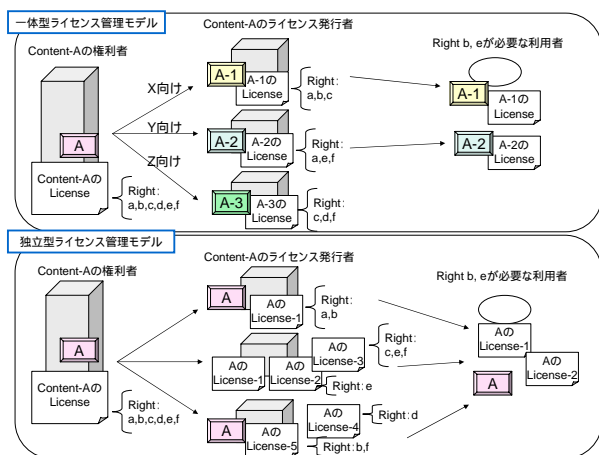 一体型ライセンス管理モデル
Content-Aの権利者
Content-Aのライセンス発行者
Right b, eが必要な利用者
X向け
Y向け
Z向け
A
Content-Aの
License
Right:
a,b,c,d,e,f
A-1
A-1の
License
Right:
a,b,c
A-2
A-2の
License
Right:
a,e,f
A-3
A-3の
License
Right:
c,d,f
A-1
A-1の
License
A-2
A-2の
License
独立型ライセンス管理モデル
Content-Aの権利者
Content-Aのライセンス発行者
Right b, eが必要な利用者
A
Content-Aの
License
Right:
a,b,c,d,e,f
A
Aの
License-1
Right:
a,b
Aの
License-1
Aの
License-2
Right: e
Aの
License-3
Right:
c,e,f
A
Aの
License-5
Right: b,f
Aの
License-4
Right: d
Aの
License-1
Aの
License-2
A